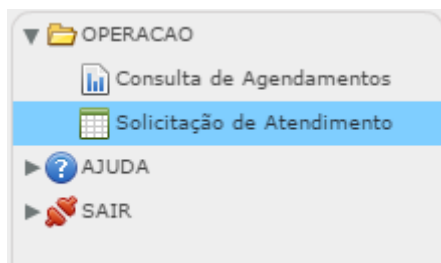 OPERACAO
Consulta de Agendamentos
Solicitação de Atendimento
AJUDA
SAIR